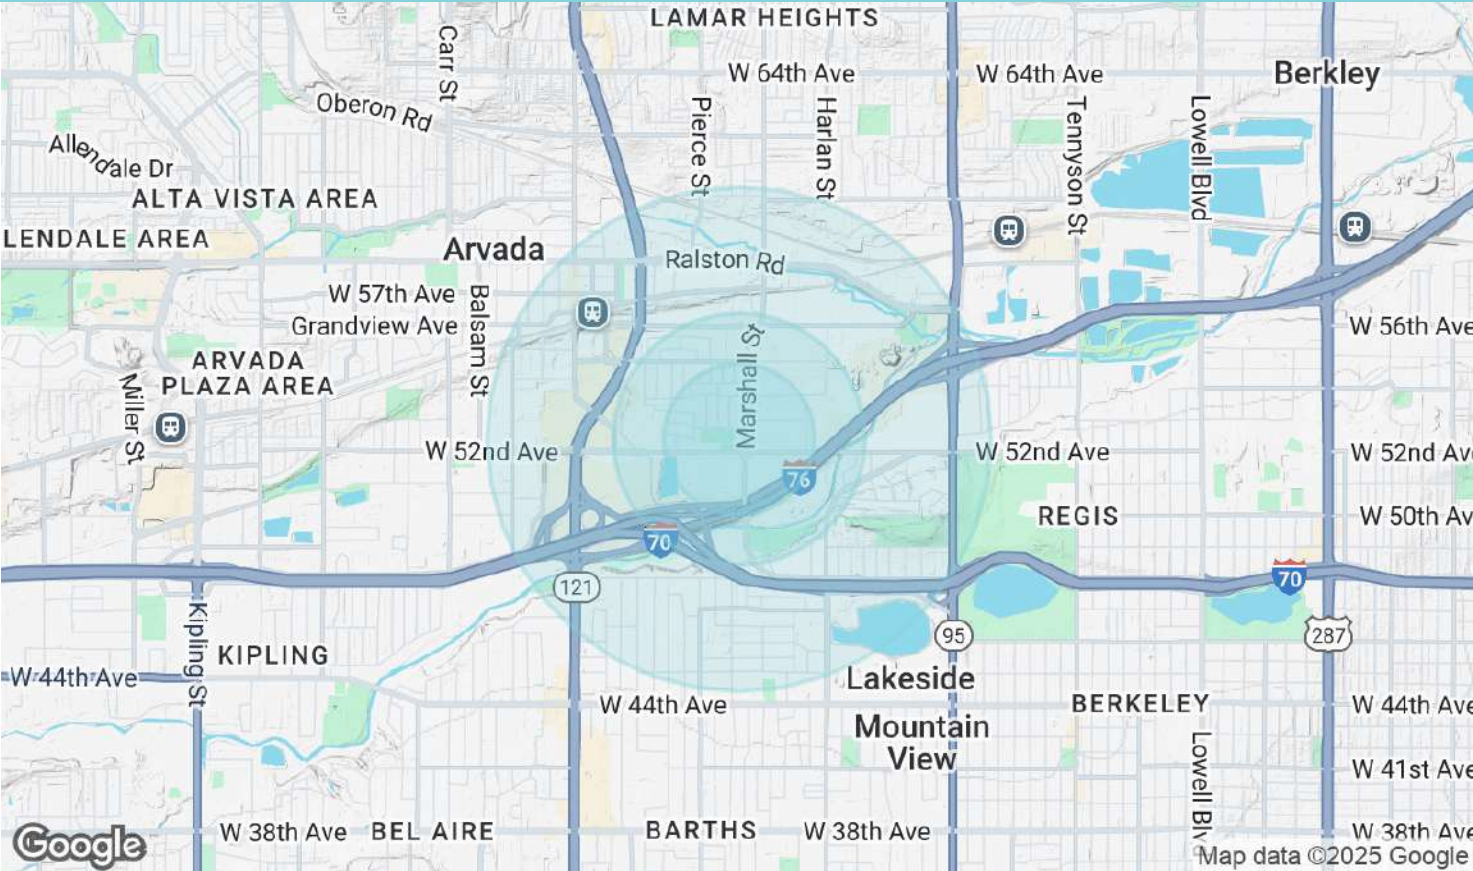 LAMAR HEIGHTS
Carr St
W 64th Ave
W 64th Ave
Berkley
Oberon Rd
Pierce St
Harlan St
Tennyson St
Lowell Blvd
Allendale Dr
ALTA VISTA AREA
LENDALE AREA
Arvada
Ralston Rd
W 57th Ave
Balsam St
Grandview Ave
W 56th Ave
Marshall St
ARVADA
PLAZA AREA
Miller St
W 52nd Ave
W 52nd Ave
W 52nd Av
76
REGIS
W 50th Av
70
70
121
95
287
Kipling St
KIPLING
W 44th Ave
Lakeside
W 44th Ave
BERKELEY
W 44th Ave
Mountain
View
Lowell Blv
W 41st Ave
W 38th Ave
BEL AIRE
BARTHS
W 38th Ave
W 38th Ave
Google
Map data ©2025 Google